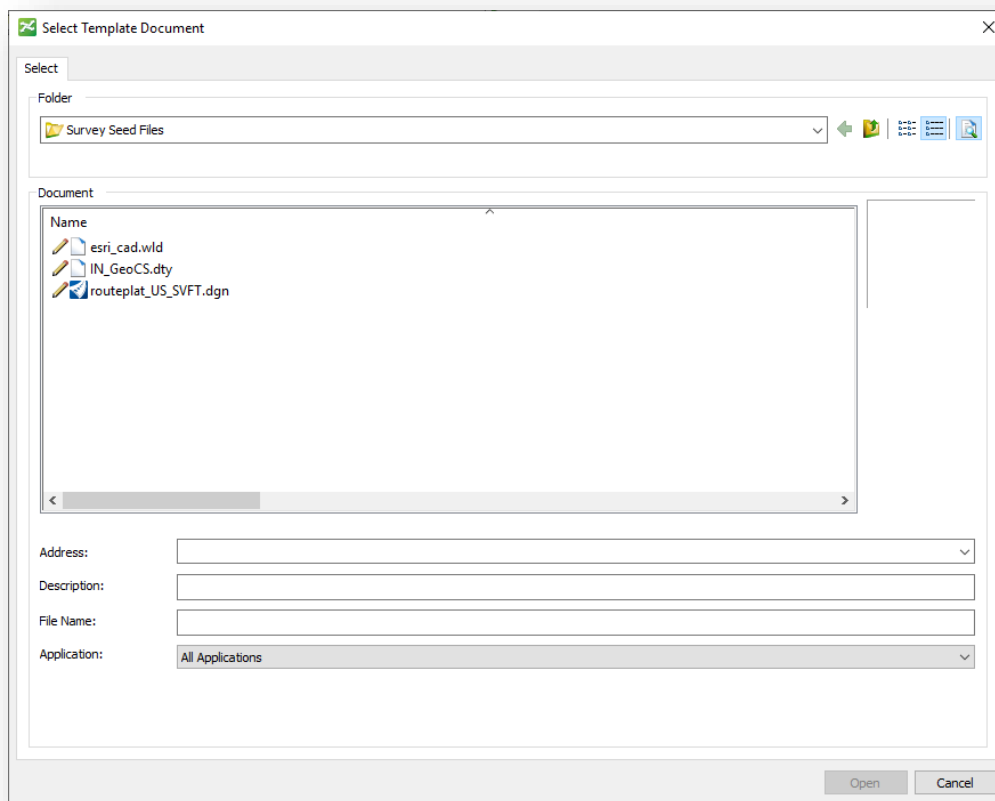 Select Template Document
Select
Folder
Survey Seed Files
Document
Name
esri_cad.wld
IN_GeoCS.dty
routeplat_US_SVFT.dgn
Address:
Description:
File Name:
Application:
All Applications
Open
Cancel